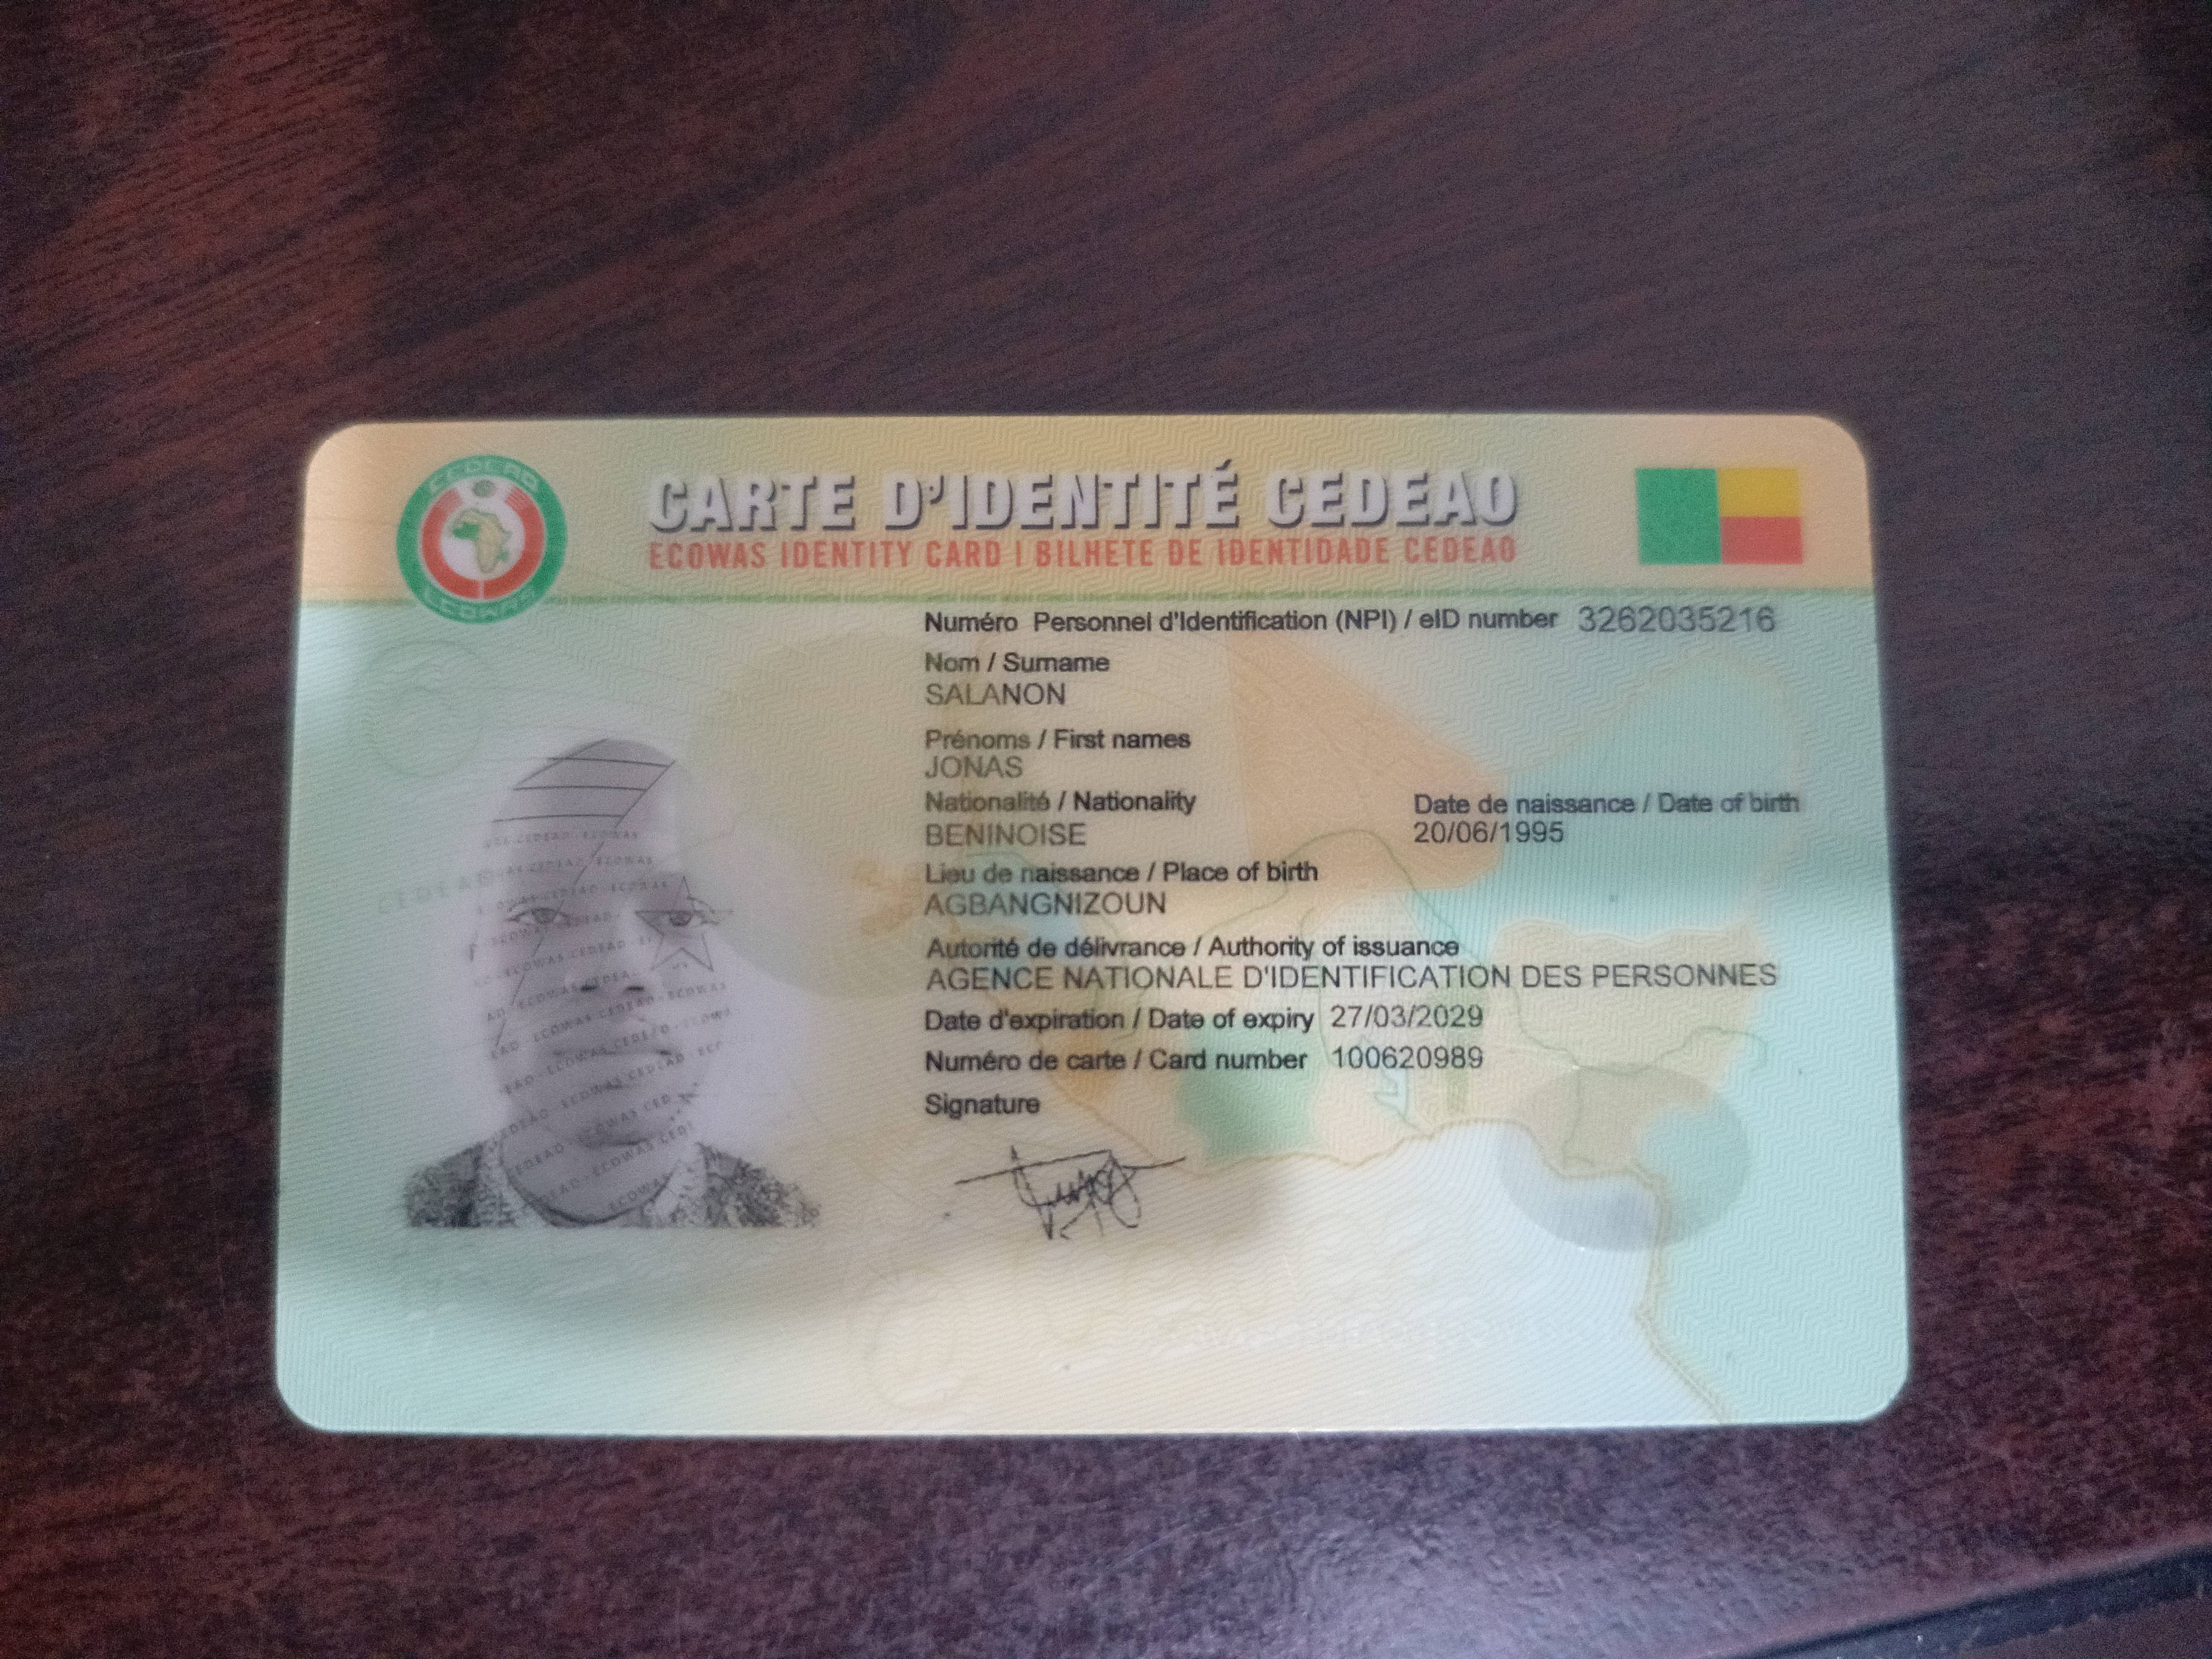 CEDEAO
ECOWAS
CARTE D'IDENTITÉ CEDEAO
ECOWAS IDENTITY CARD | BILHETE DE IDENTIDADE CEDEAO
Numéro Personnel d'Identification (NPI) / eID number 3262035216
Nom / Surname
SALANON
Prénoms / First names
JONAS
Nationalité / Nationality
BENINOISE
Date de naissance / Date of birth
20/06/1995
Lieu de naissance / Place of birth
AGBANGNIZOUN
Autorité de délivrance / Authority of issuance
AGENCE NATIONALE D'IDENTIFICATION DES PERSONNES
Date d'expiration / Date of expiry 27/03/2029
Numéro de carte / Card number 100620989
Signature